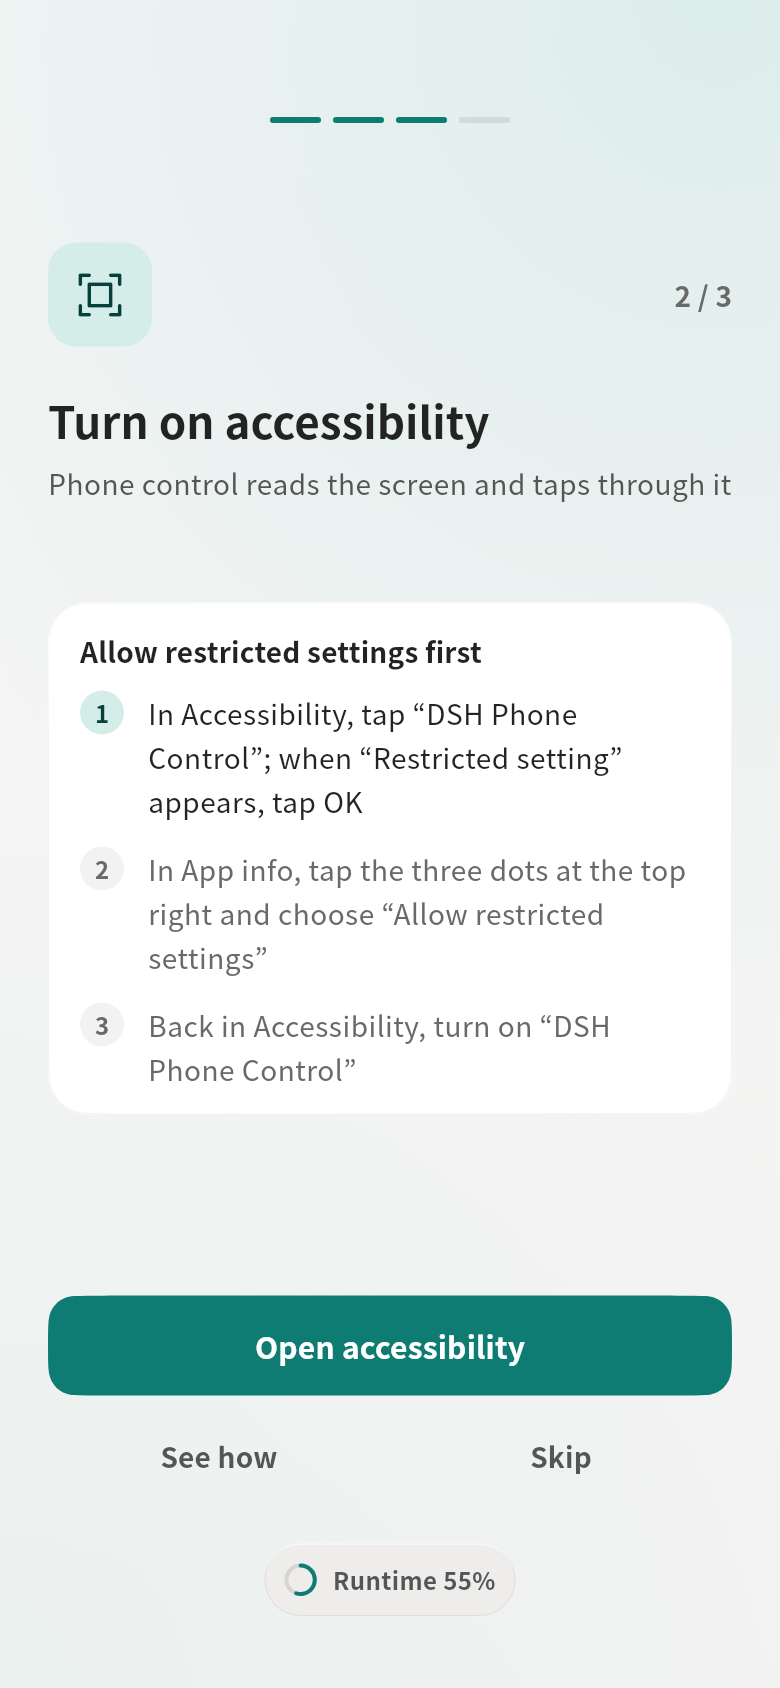 2 / 3
Turn on accessibility
Phone control reads the screen and taps through it
Allow restricted settings first
1 In Accessibility, tap “DSH Phone
Control”; when “Restricted setting”
appears, tap OK
2 In App info, tap the three dots at the top
right and choose “Allow restricted
settings”
3 Back in Accessibility, turn on “DSH
Phone Control”
Open accessibility
See how Skip
Runtime 55%